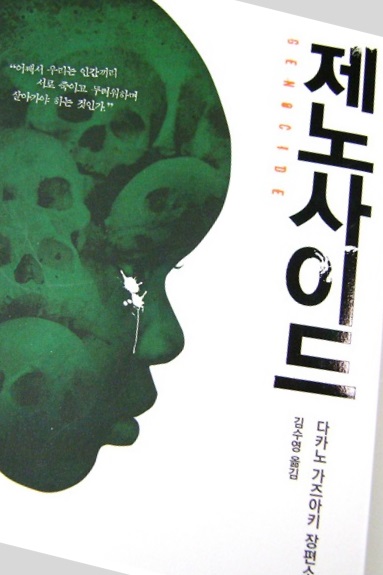 “어째서 우리는 인간끼리
서로 죽이고 두려워하며
살아가야 하는 것인가.”
GENOCIDE
제노사이드
다카노 가즈아키 장편소
김수영 옮김